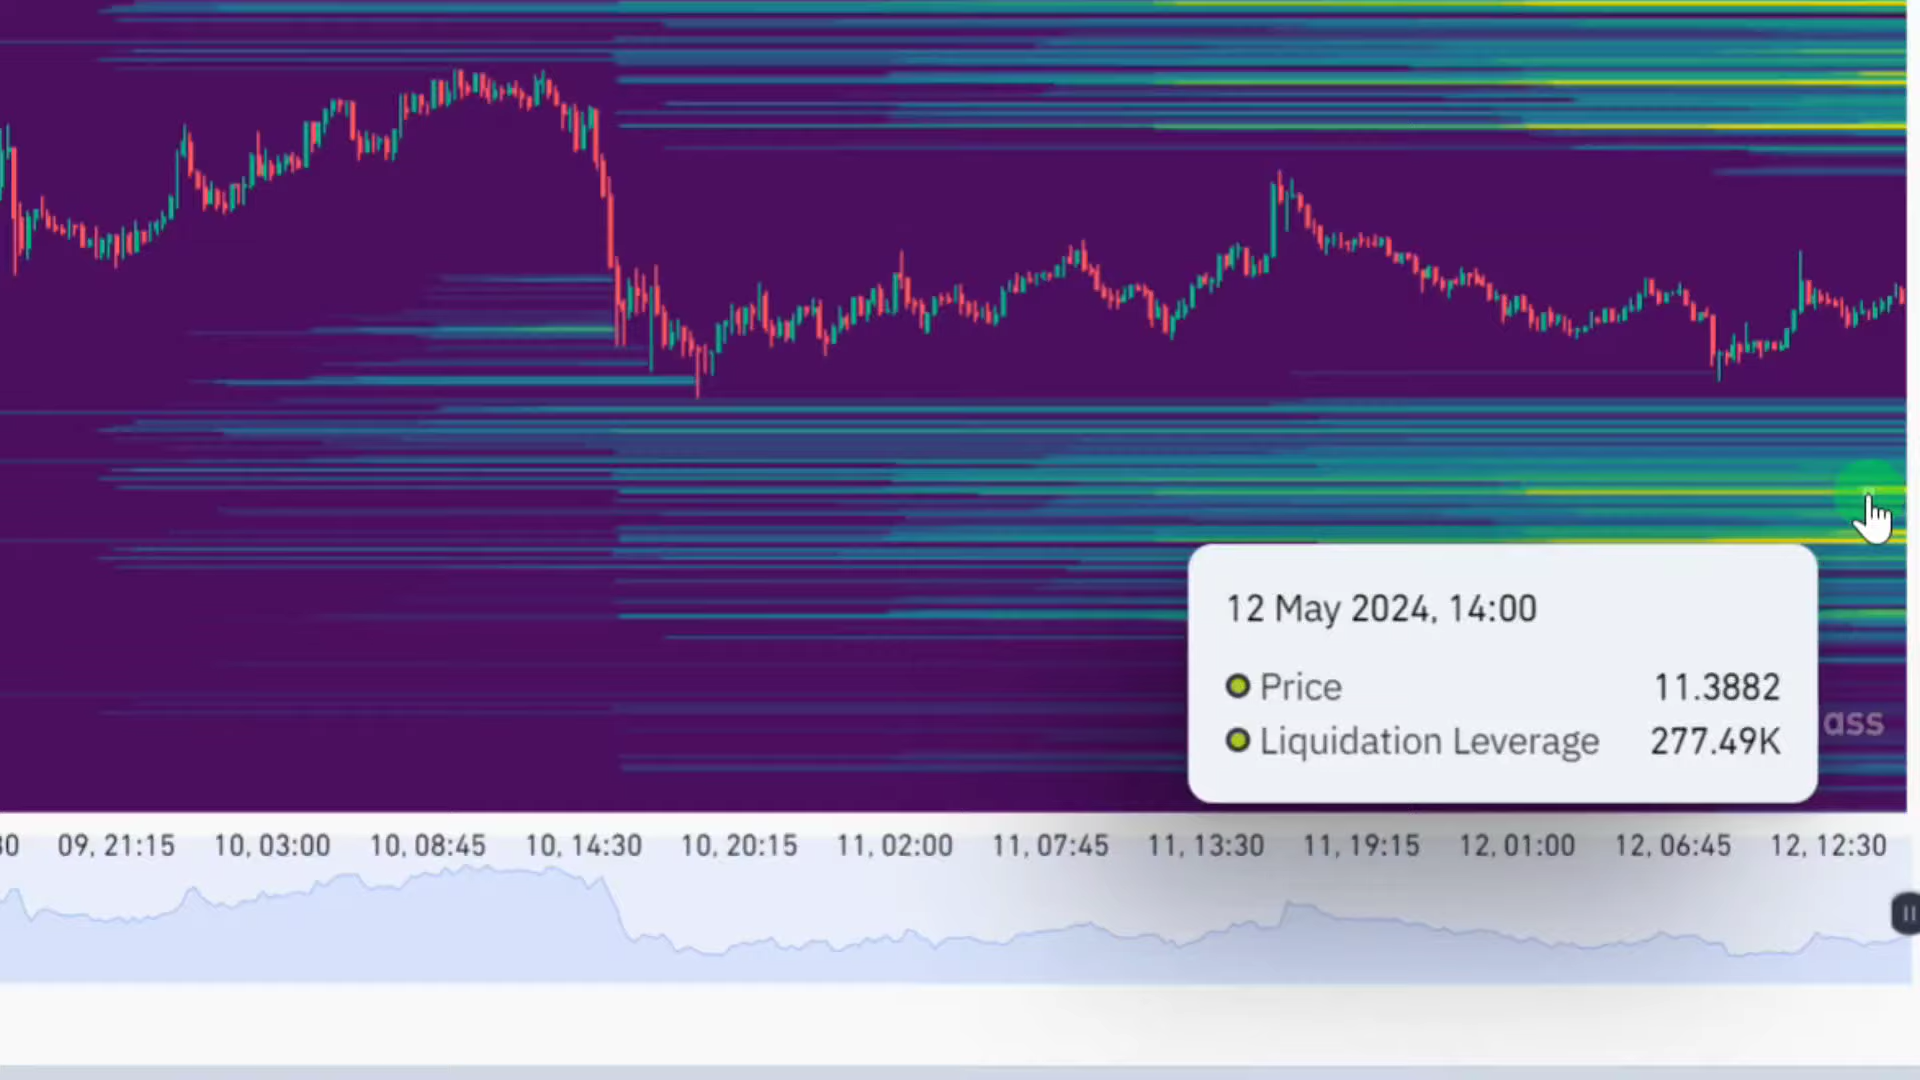 12 May 2024, 14:00
Price 11.3882
Liquidation Leverage 277.49K
ass
30 09, 21:15 10, 03:00 10, 08:45 10, 14:30 10, 20:15 11, 02:00 11, 07:45 11, 13:30 11, 19:15 12, 01:00 12, 06:45 12, 12:30